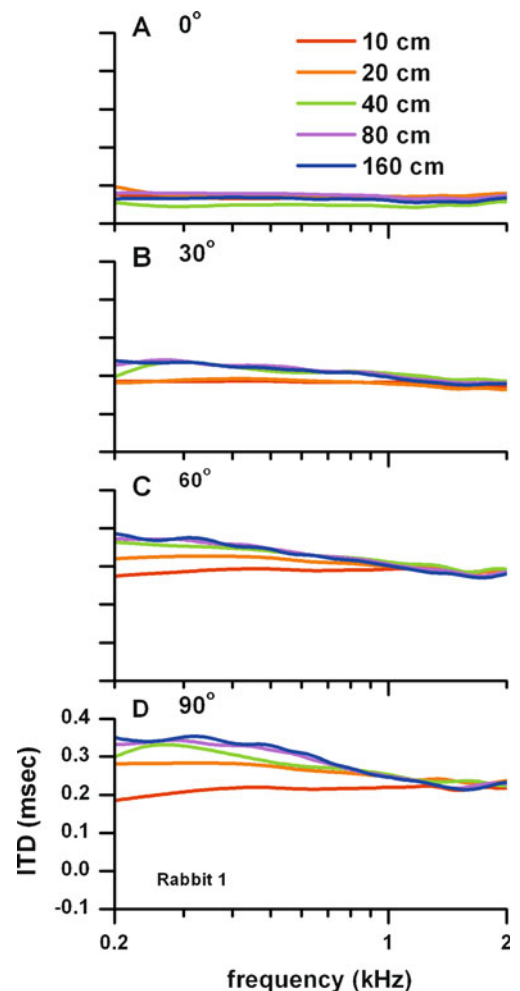 A 0°
10 cm
20 cm
40 cm
80 cm
160 cm
B 30°
C 60°
D 90°
0.4
0.3
0.2
0.1
0.0
-0.1
ITD (msec)
Rabbit 1
0.2 1 2
frequency (kHz)